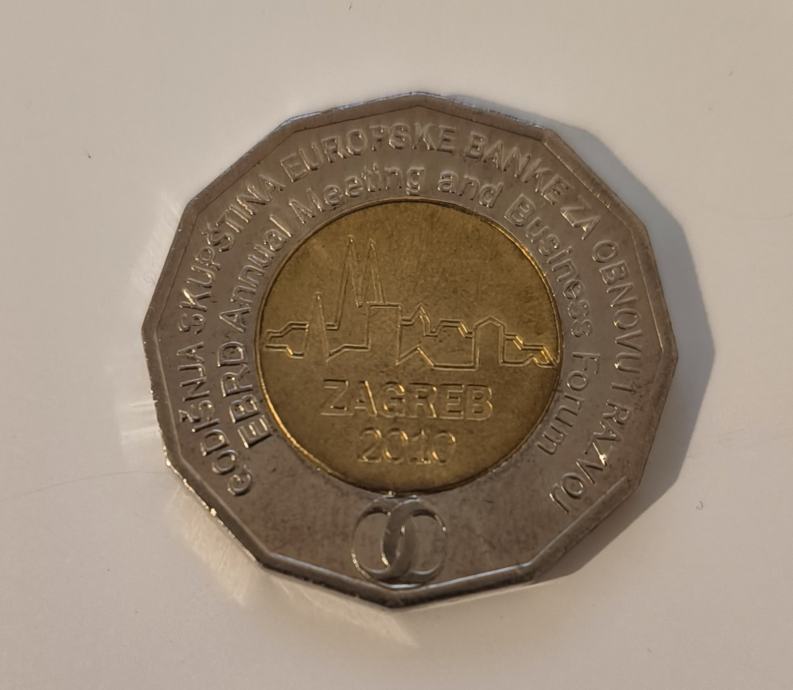 GODIŠNJA SKUPŠTINA EUROPSKE BANKE ZA OBNOVU I RAZVOJ
EBRD Annual Meeting and Business Forum
ZAGREB
2010